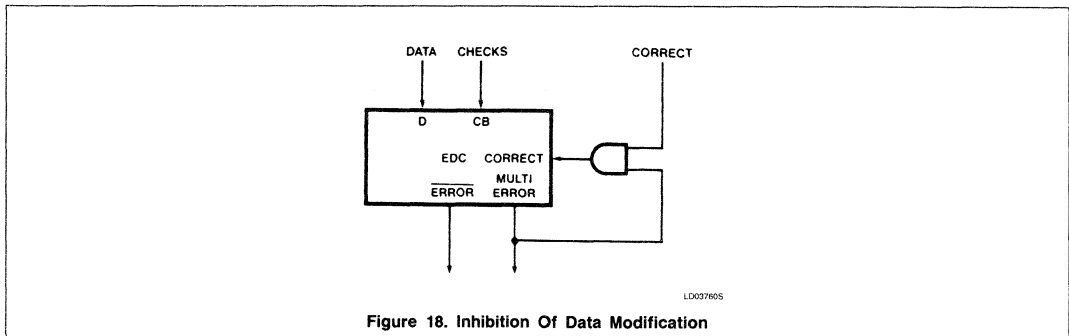 DATA CHECKS CORRECT
D CB
EDC CORRECT
ERROR MULTI ERROR
LD03760S
Figure 18. Inhibition Of Data Modification